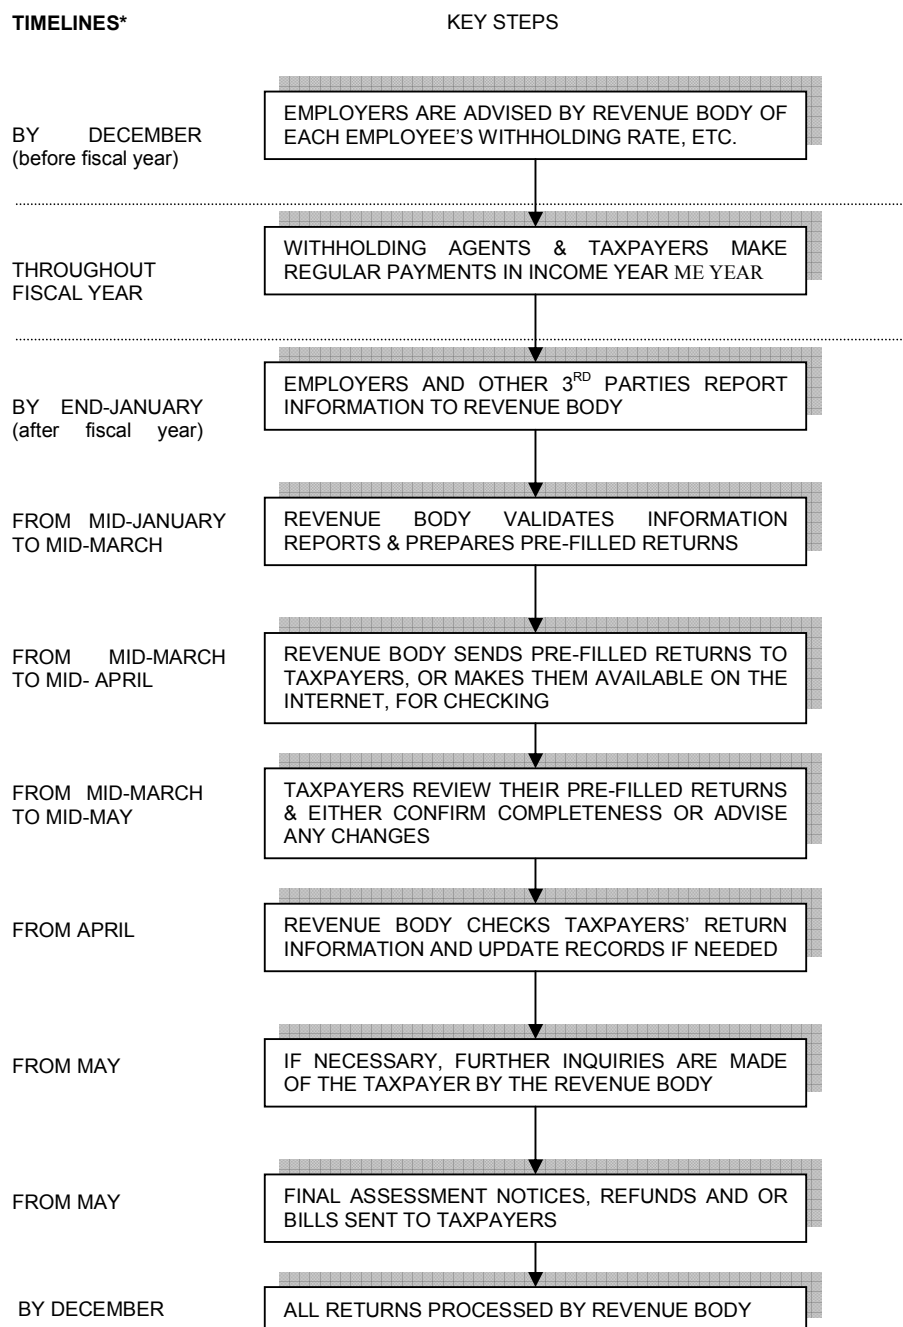 TIMELINES*
KEY STEPS
BY DECEMBER
(before fiscal year)
EMPLOYERS ARE ADVISED BY REVENUE BODY OF
EACH EMPLOYEE'S WITHHOLDING RATE, ETC.
THROUGHOUT
FISCAL YEAR
WITHHOLDING AGENTS & TAXPAYERS MAKE
REGULAR PAYMENTS IN INCOME YEAR ME YEAR
BY END-JANUARY
(after fiscal year)
EMPLOYERS AND OTHER 3RD PARTIES REPORT
INFORMATION TO REVENUE BODY
FROM MID-JANUARY
TO MID-MARCH
REVENUE BODY VALIDATES INFORMATION
REPORTS & PREPARES PRE-FILLED RETURNS
FROM MID-MARCH
TO MID- APRIL
REVENUE BODY SENDS PRE-FILLED RETURNS TO
TAXPAYERS, OR MAKES THEM AVAILABLE ON THE
INTERNET, FOR CHECKING
FROM MID-MARCH
TO MID-MAY
TAXPAYERS REVIEW THEIR PRE-FILLED RETURNS
& EITHER CONFIRM COMPLETENESS OR ADVISE
ANY CHANGES
FROM APRIL
REVENUE BODY CHECKS TAXPAYERS' RETURN
INFORMATION AND UPDATE RECORDS IF NEEDED
FROM MAY
IF NECESSARY, FURTHER INQUIRIES ARE MADE
OF THE TAXPAYER BY THE REVENUE BODY
FROM MAY
FINAL ASSESSMENT NOTICES, REFUNDS AND OR
BILLS SENT TO TAXPAYERS
BY DECEMBER
ALL RETURNS PROCESSED BY REVENUE BODY